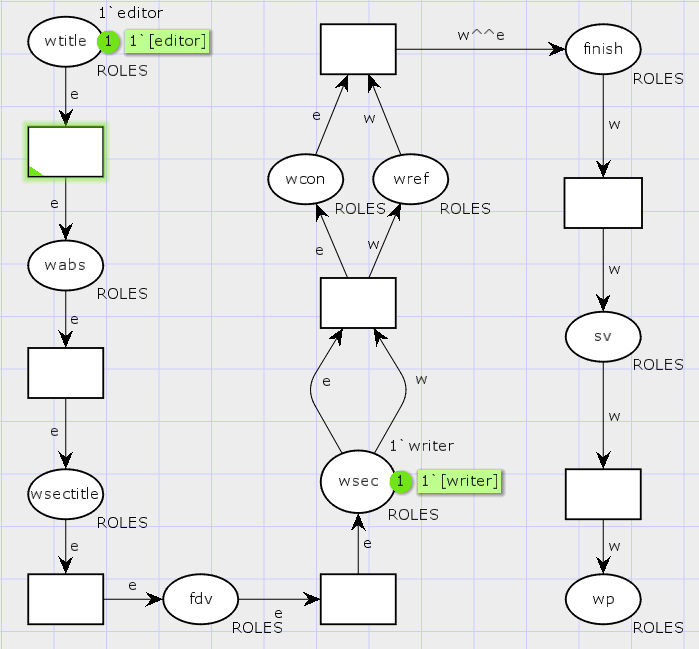 1`editor
wtitle
1
1`[editor]
ROLES
e
e
wabs
ROLES
e
e
wsectitle
ROLES
e
e
fdv
ROLES
e
e
1`writer
wsec
1
1`[writer]
ROLES
e
w
e
w
wcon
ROLES
wref
ROLES
e
w
w^^e
finish
ROLES
w
w
sv
ROLES
w
w
wp
ROLES